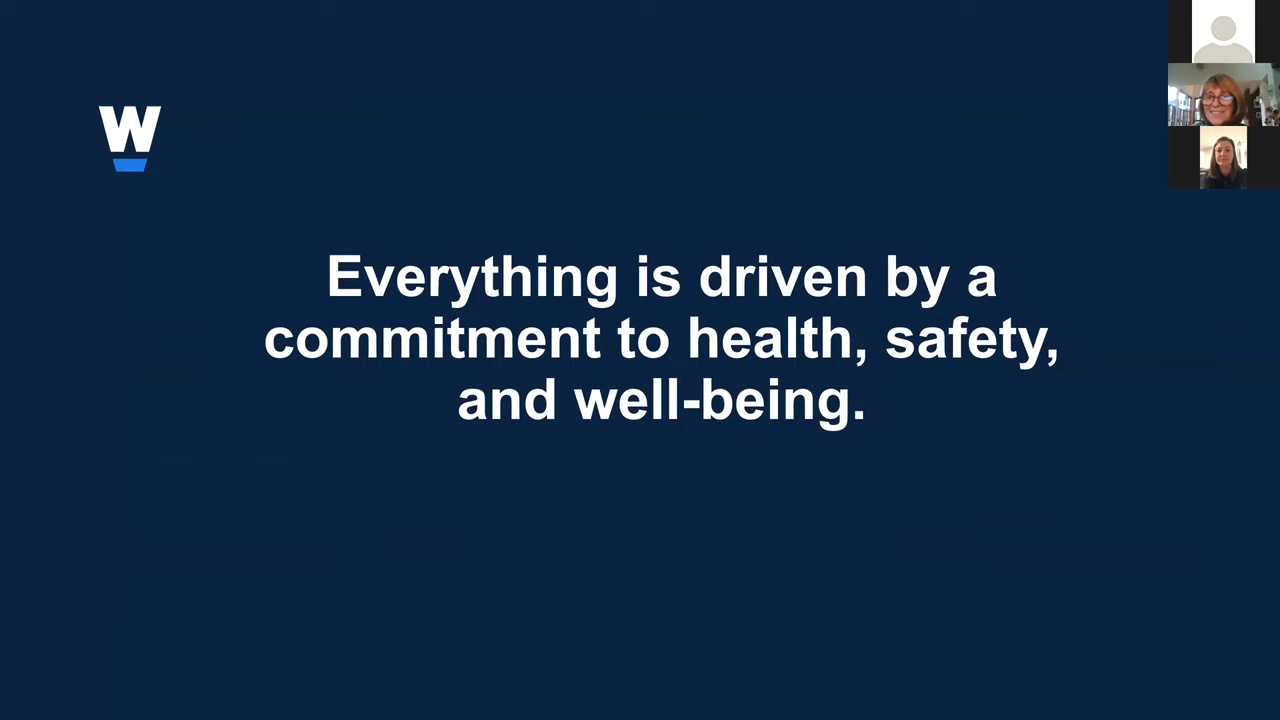 W
Everything is driven by a
commitment to health, safety,
and well-being.